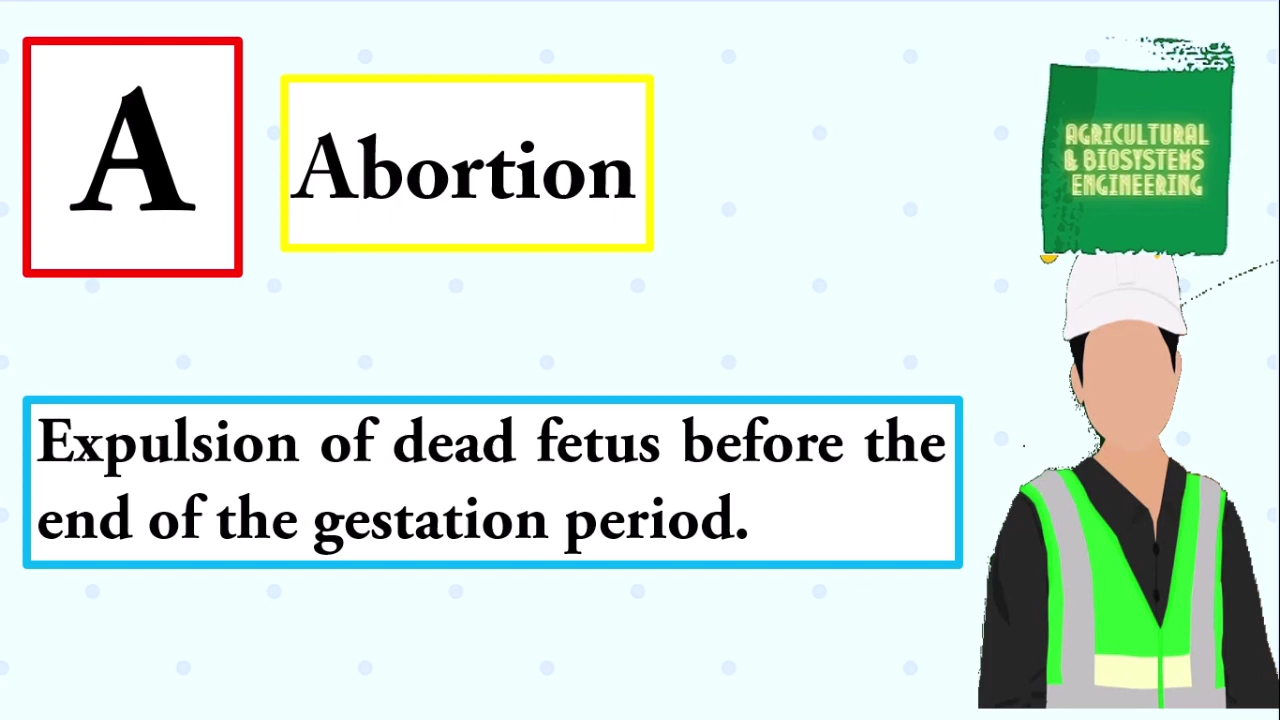 A
Abortion
AGRICULTURAL
& BIOSYSTEMS
ENGINEERING
Expulsion of dead fetus before the
end of the gestation period.